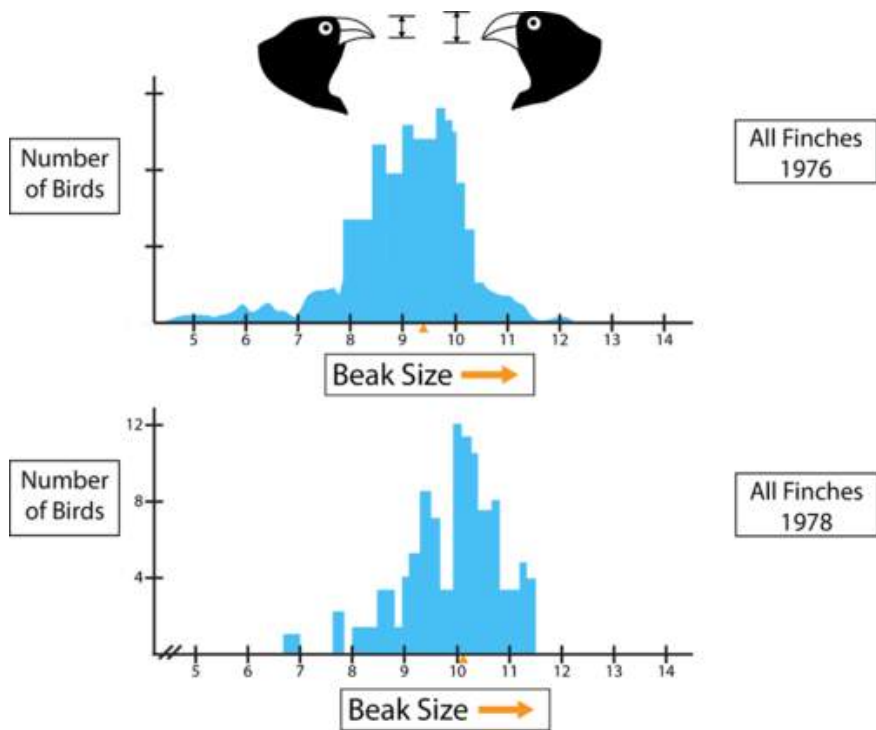 Number
of Birds
All Finches
1976
5 6 7 8 9 10 11 12 13 14
Beak Size
12
8
4
Number
of Birds
All Finches
1978
5 6 7 8 9 10 11 12 13 14
Beak Size